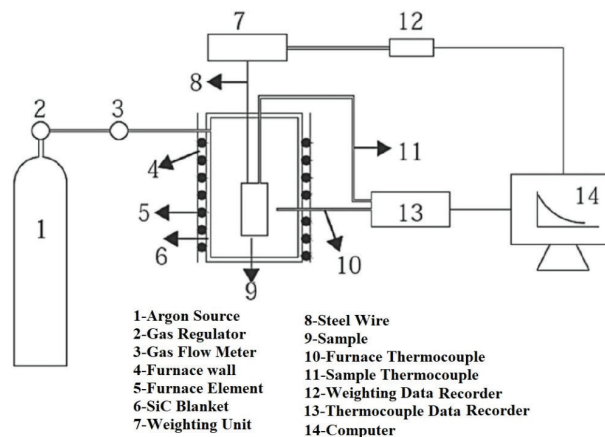 7
12
8
2
3
4
11
1
5
13
14
6
10
9
1-Argon Source
2-Gas Regulator
3-Gas Flow Meter
4-Furnace wall
5-Furnace Element
6-SiC Blanket
7-Weighting Unit
8-Steel Wire
9-Sample
10-Furnace Thermocouple
11-Sample Thermocouple
12-Weighting Data Recorder
13-Thermocouple Data Recorder
14-Computer